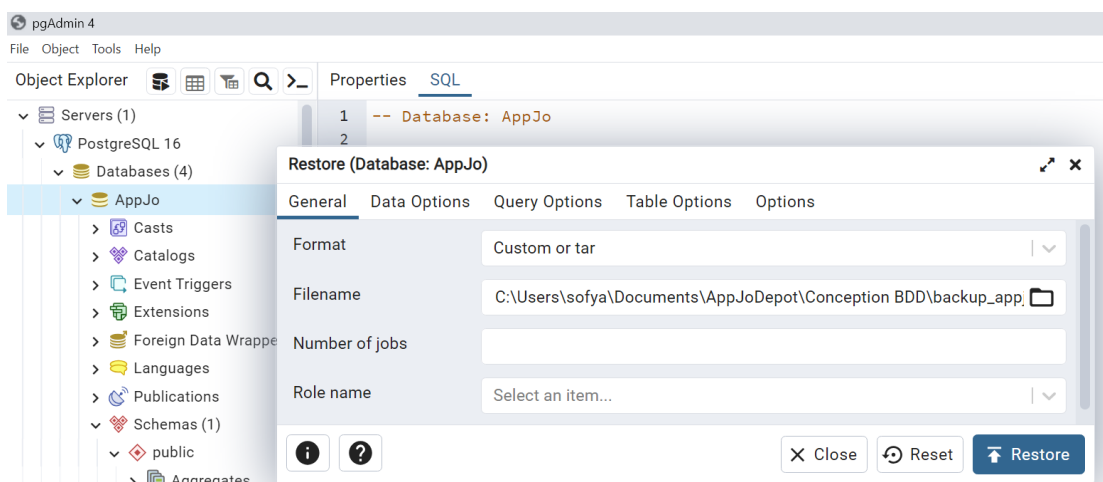 pgAdmin 4
File Object Tools Help
Object Explorer
Properties SQL
Servers (1)
1 -- Database: AppJo
PostgreSQL 16
2
Databases (4)
Restore (Database: AppJo)
AppJo
General Data Options Query Options Table Options Options
Casts
Format Custom or tar
Catalogs
Event Triggers
Filename C:\Users\sofya\Documents\AppJoDepot\Conception BDD\backup_app
Extensions
Foreign Data Wrappe
Number of jobs
Languages
Publications
Role name Select an item...
Schemas (1)
public
Close Reset Restore
Aggregates